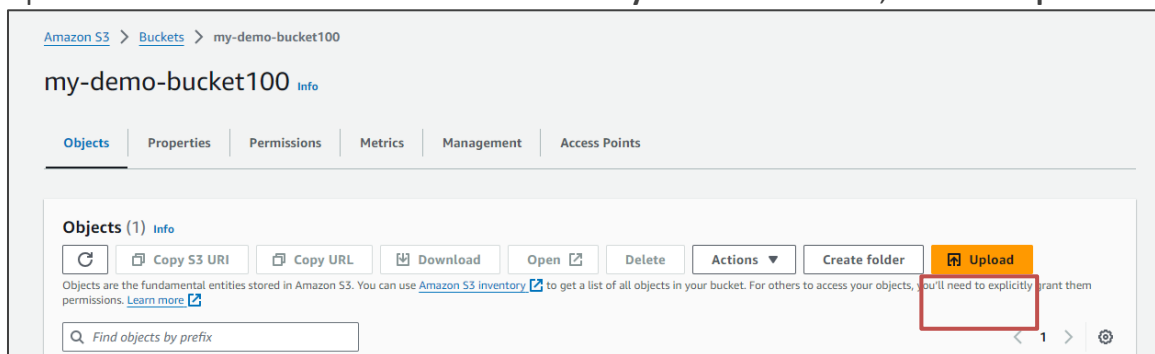 Amazon S3 > Buckets > my-demo-bucket100
my-demo-bucket100 Info
Objects Properties Permissions Metrics Management Access Points
Objects (1) Info
Copy S3 URI Copy URL Download Open Delete Actions ▼ Create folder Upload
Objects are the fundamental entities stored in Amazon S3. You can use Amazon S3 inventory to get a list of all objects in your bucket. For others to access your objects, you'll need to explicitly grant them
permissions. Learn more
Find objects by prefix < 1 >